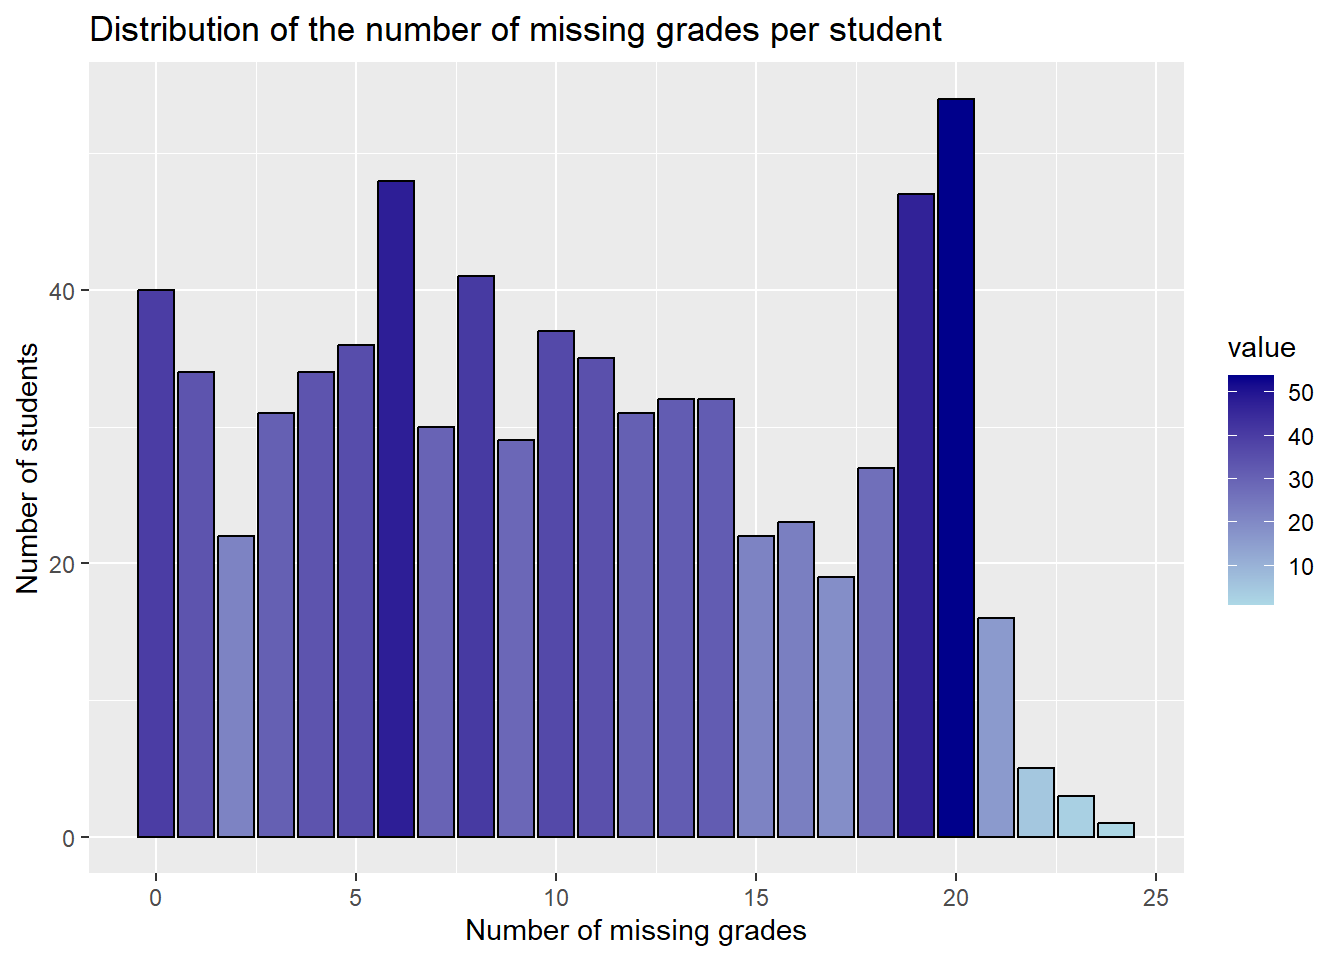 Distribution of the number of missing grades per student
Number of students
40
20
0
0 5 10 15 20 25
Number of missing grades
value
50
40
30
20
10